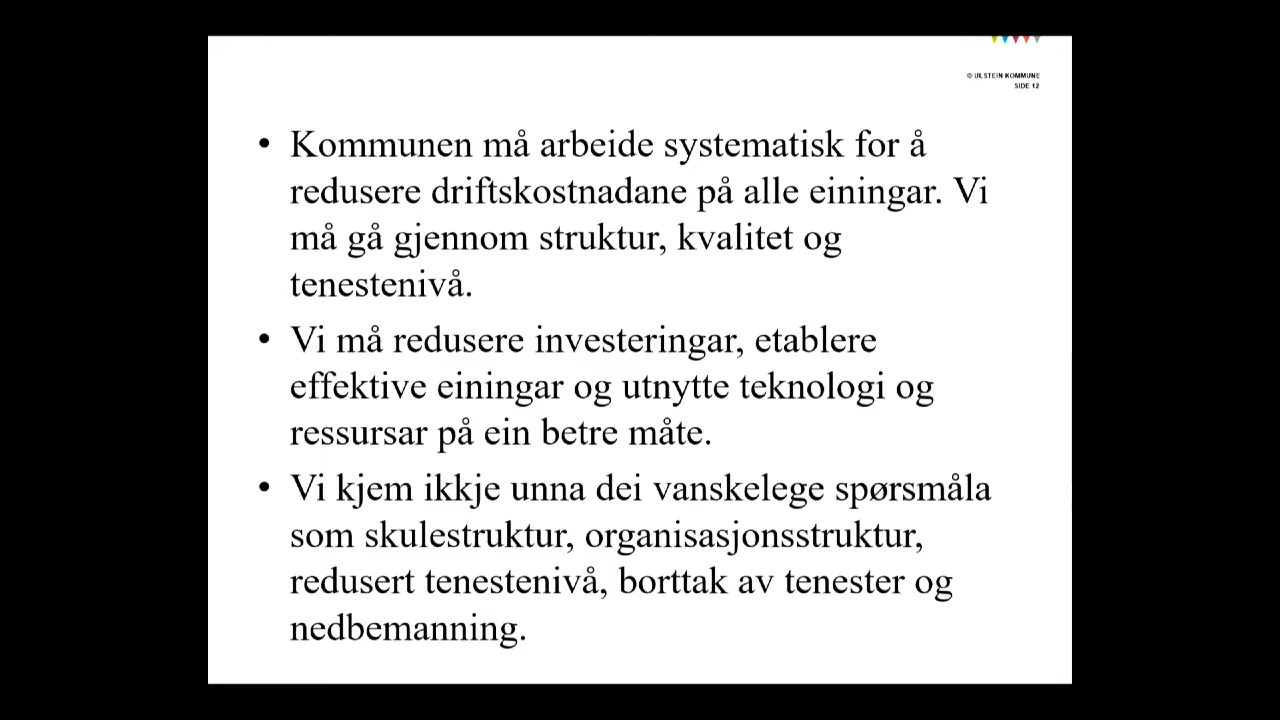 © ULSTEIN KOMMUNE
SIDE 12
• Kommunen må arbeide systematisk for å
redusere driftskostnadane på alle einingar. Vi
må gå gjennom struktur, kvalitet og
tenestenivå.
• Vi må redusere investeringar, etablere
effektive einingar og utnytte teknologi og
ressursar på ein betre måte.
• Vi kjem ikkje unna dei vanskelege spørsmåla
som skulestruktur, organisasjonsstruktur,
redusert tenestenivå, borttak av tenester og
nedbemanning.